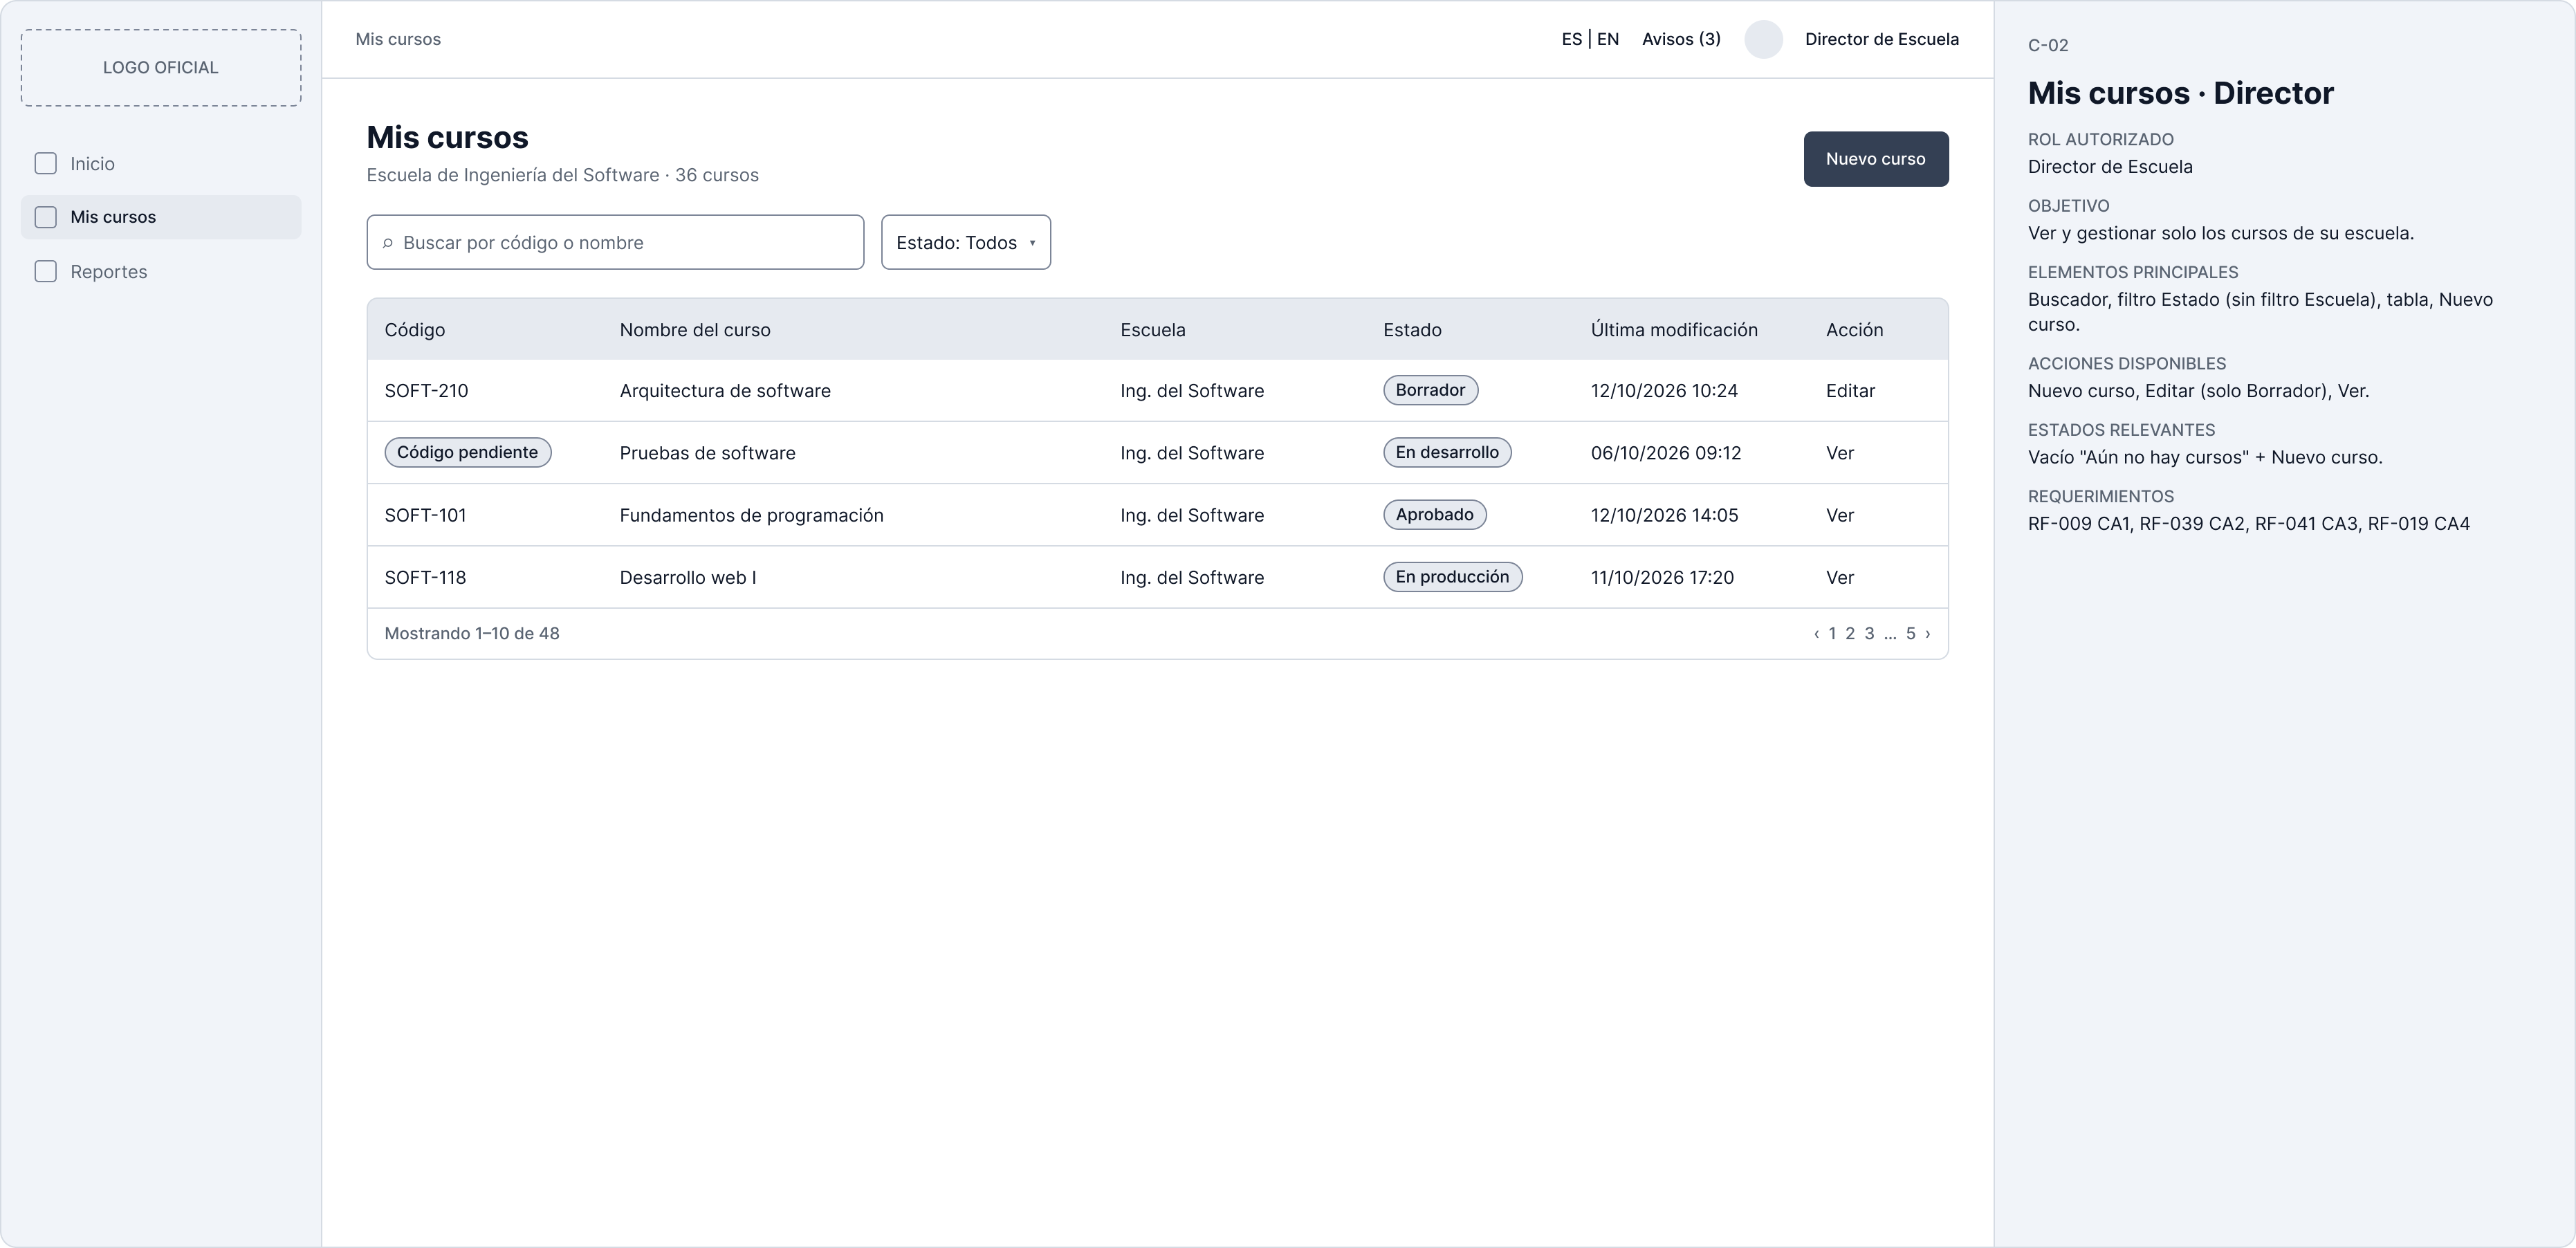 LOGO OFICIAL
Inicio
Mis cursos
Reportes
Mis cursos
ES | EN
Avisos (3)
Director de Escuela
Mis cursos
Escuela de Ingeniería del Software · 36 cursos
Nuevo curso
Buscar por código o nombre
Estado: Todos ▾
Código Nombre del curso Escuela Estado Última modificación Acción
SOFT-210 Arquitectura de software Ing. del Software Borrador 12/10/2026 10:24 Editar
Código pendiente Pruebas de software Ing. del Software En desarrollo 06/10/2026 09:12 Ver
SOFT-101 Fundamentos de programación Ing. del Software Aprobado 12/10/2026 14:05 Ver
SOFT-118 Desarrollo web I Ing. del Software En producción 11/10/2026 17:20 Ver
Mostrando 1–10 de 48 ‹ 1 2 3 ... 5 ›
C-02
Mis cursos · Director
ROL AUTORIZADO
Director de Escuela
OBJETIVO
Ver y gestionar solo los cursos de su escuela.
ELEMENTOS PRINCIPALES
Buscador, filtro Estado (sin filtro Escuela), tabla, Nuevo
curso.
ACCIONES DISPONIBLES
Nuevo curso, Editar (solo Borrador), Ver.
ESTADOS RELEVANTES
Vacío "Aún no hay cursos" + Nuevo curso.
REQUERIMIENTOS
RF-009 CA1, RF-039 CA2, RF-041 CA3, RF-019 CA4